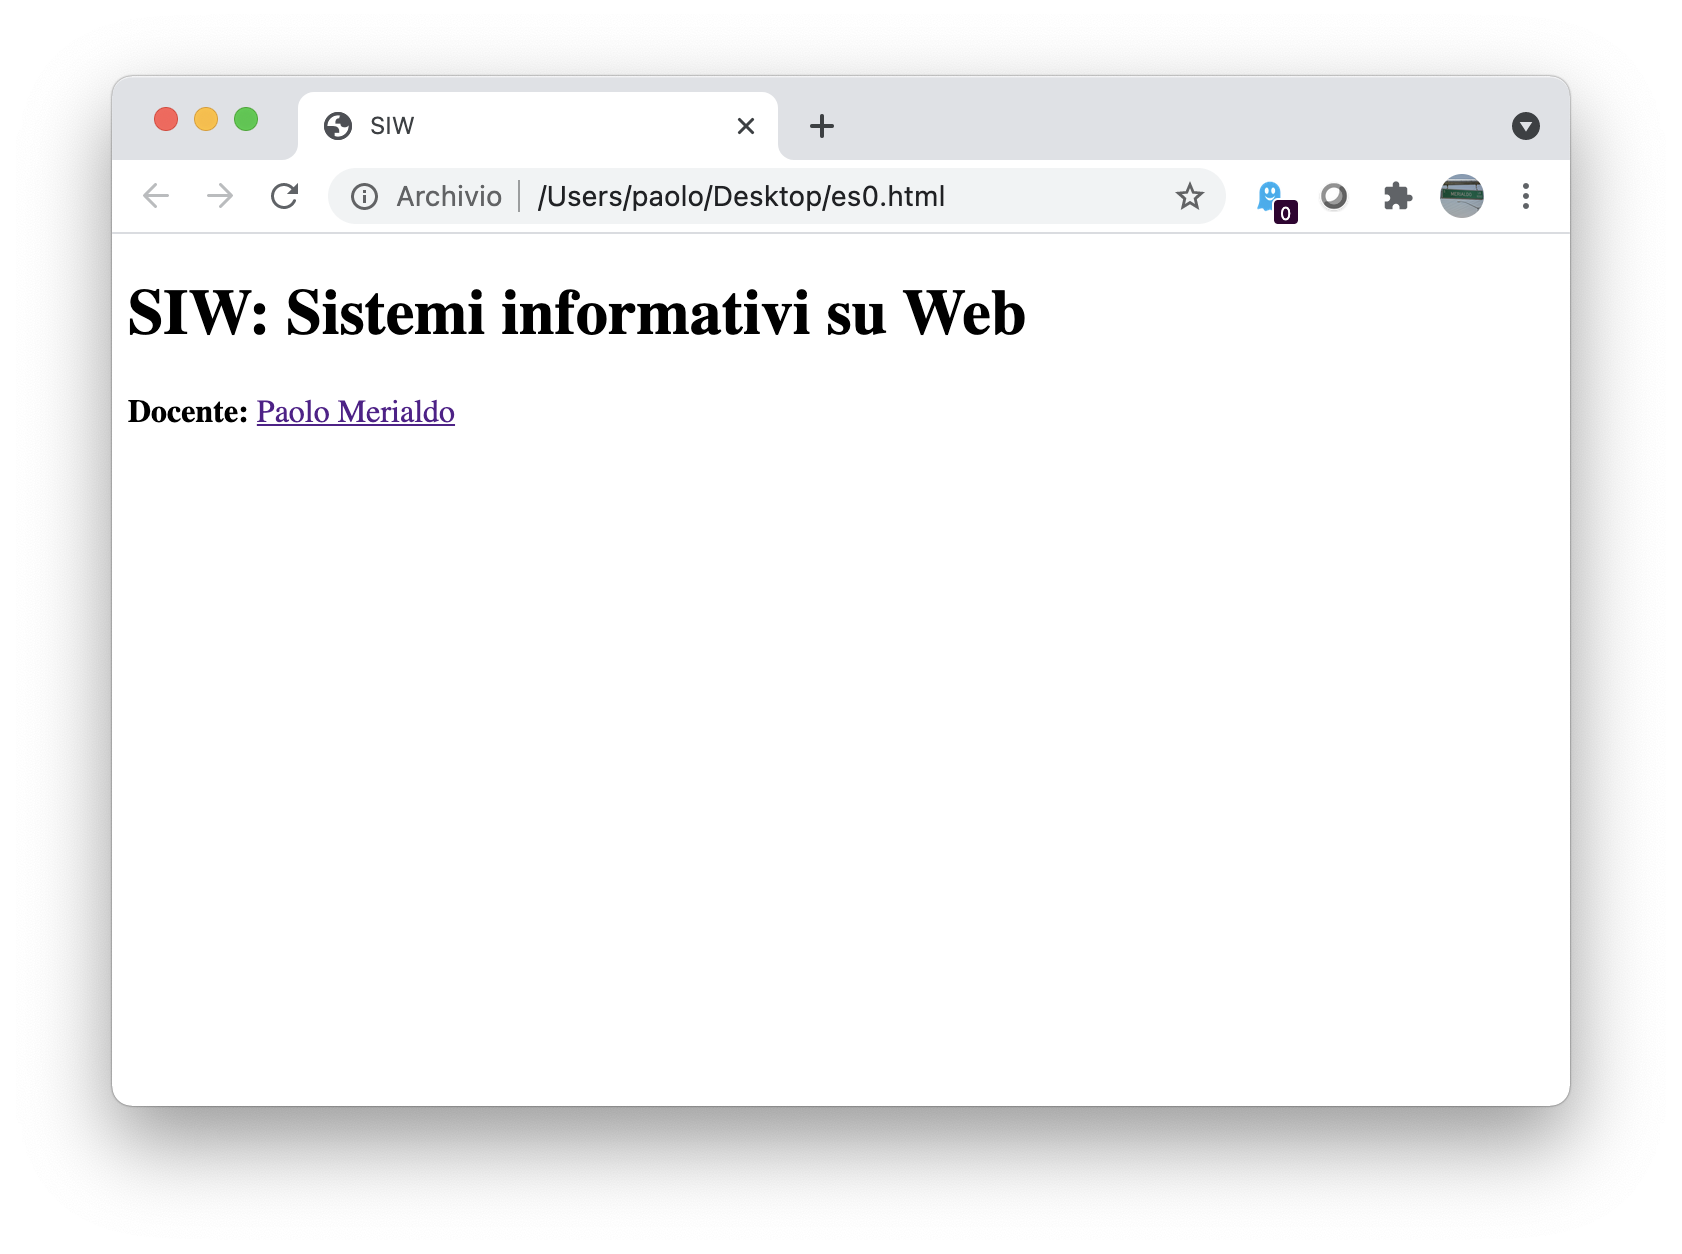 SIW
Archivio /Users/paolo/Desktop/es0.html
0
SIW: Sistemi informativi su Web
Docente: Paolo Merialdo